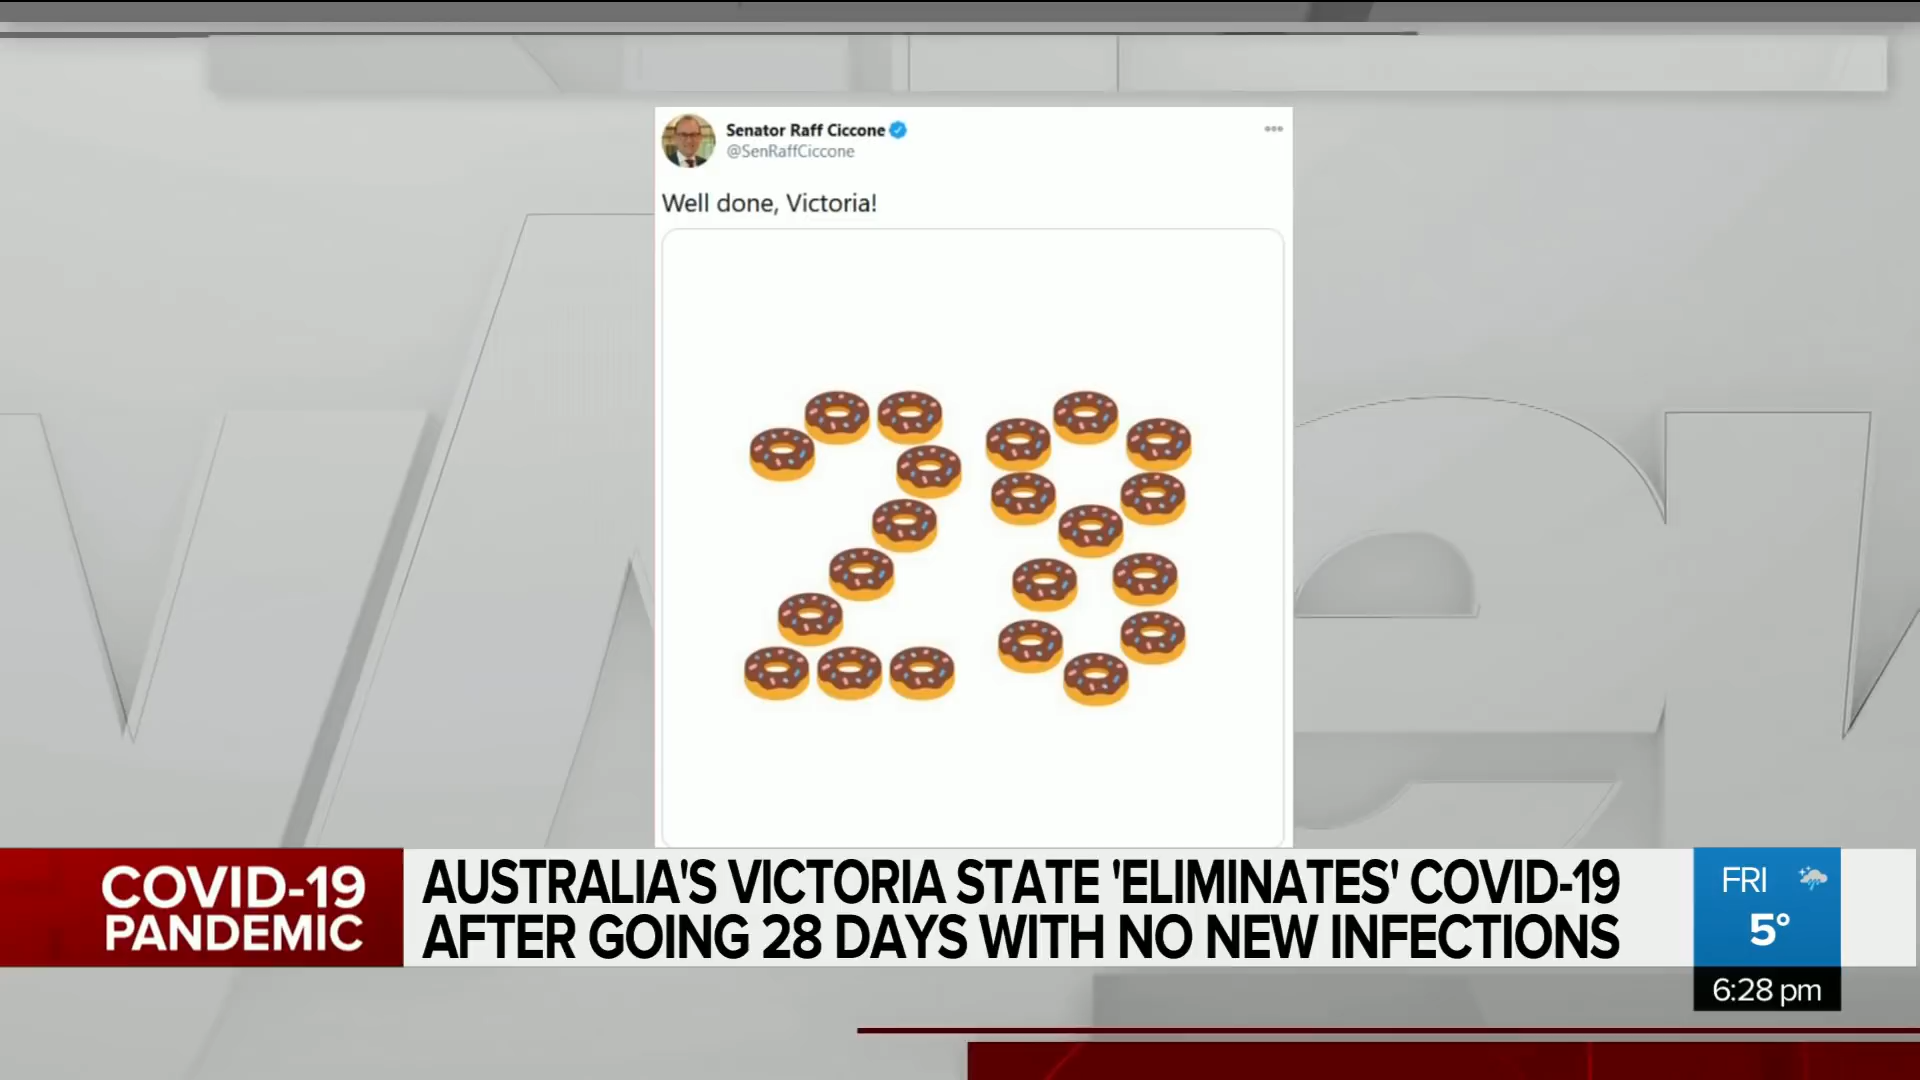 Senator Raff Ciccone
@SenRaffCiccone
Well done, Victoria!
28
COVID-19
PANDEMIC
AUSTRALIA'S VICTORIA STATE 'ELIMINATES' COVID-19
AFTER GOING 28 DAYS WITH NO NEW INFECTIONS
FRI
5°
6:28 pm